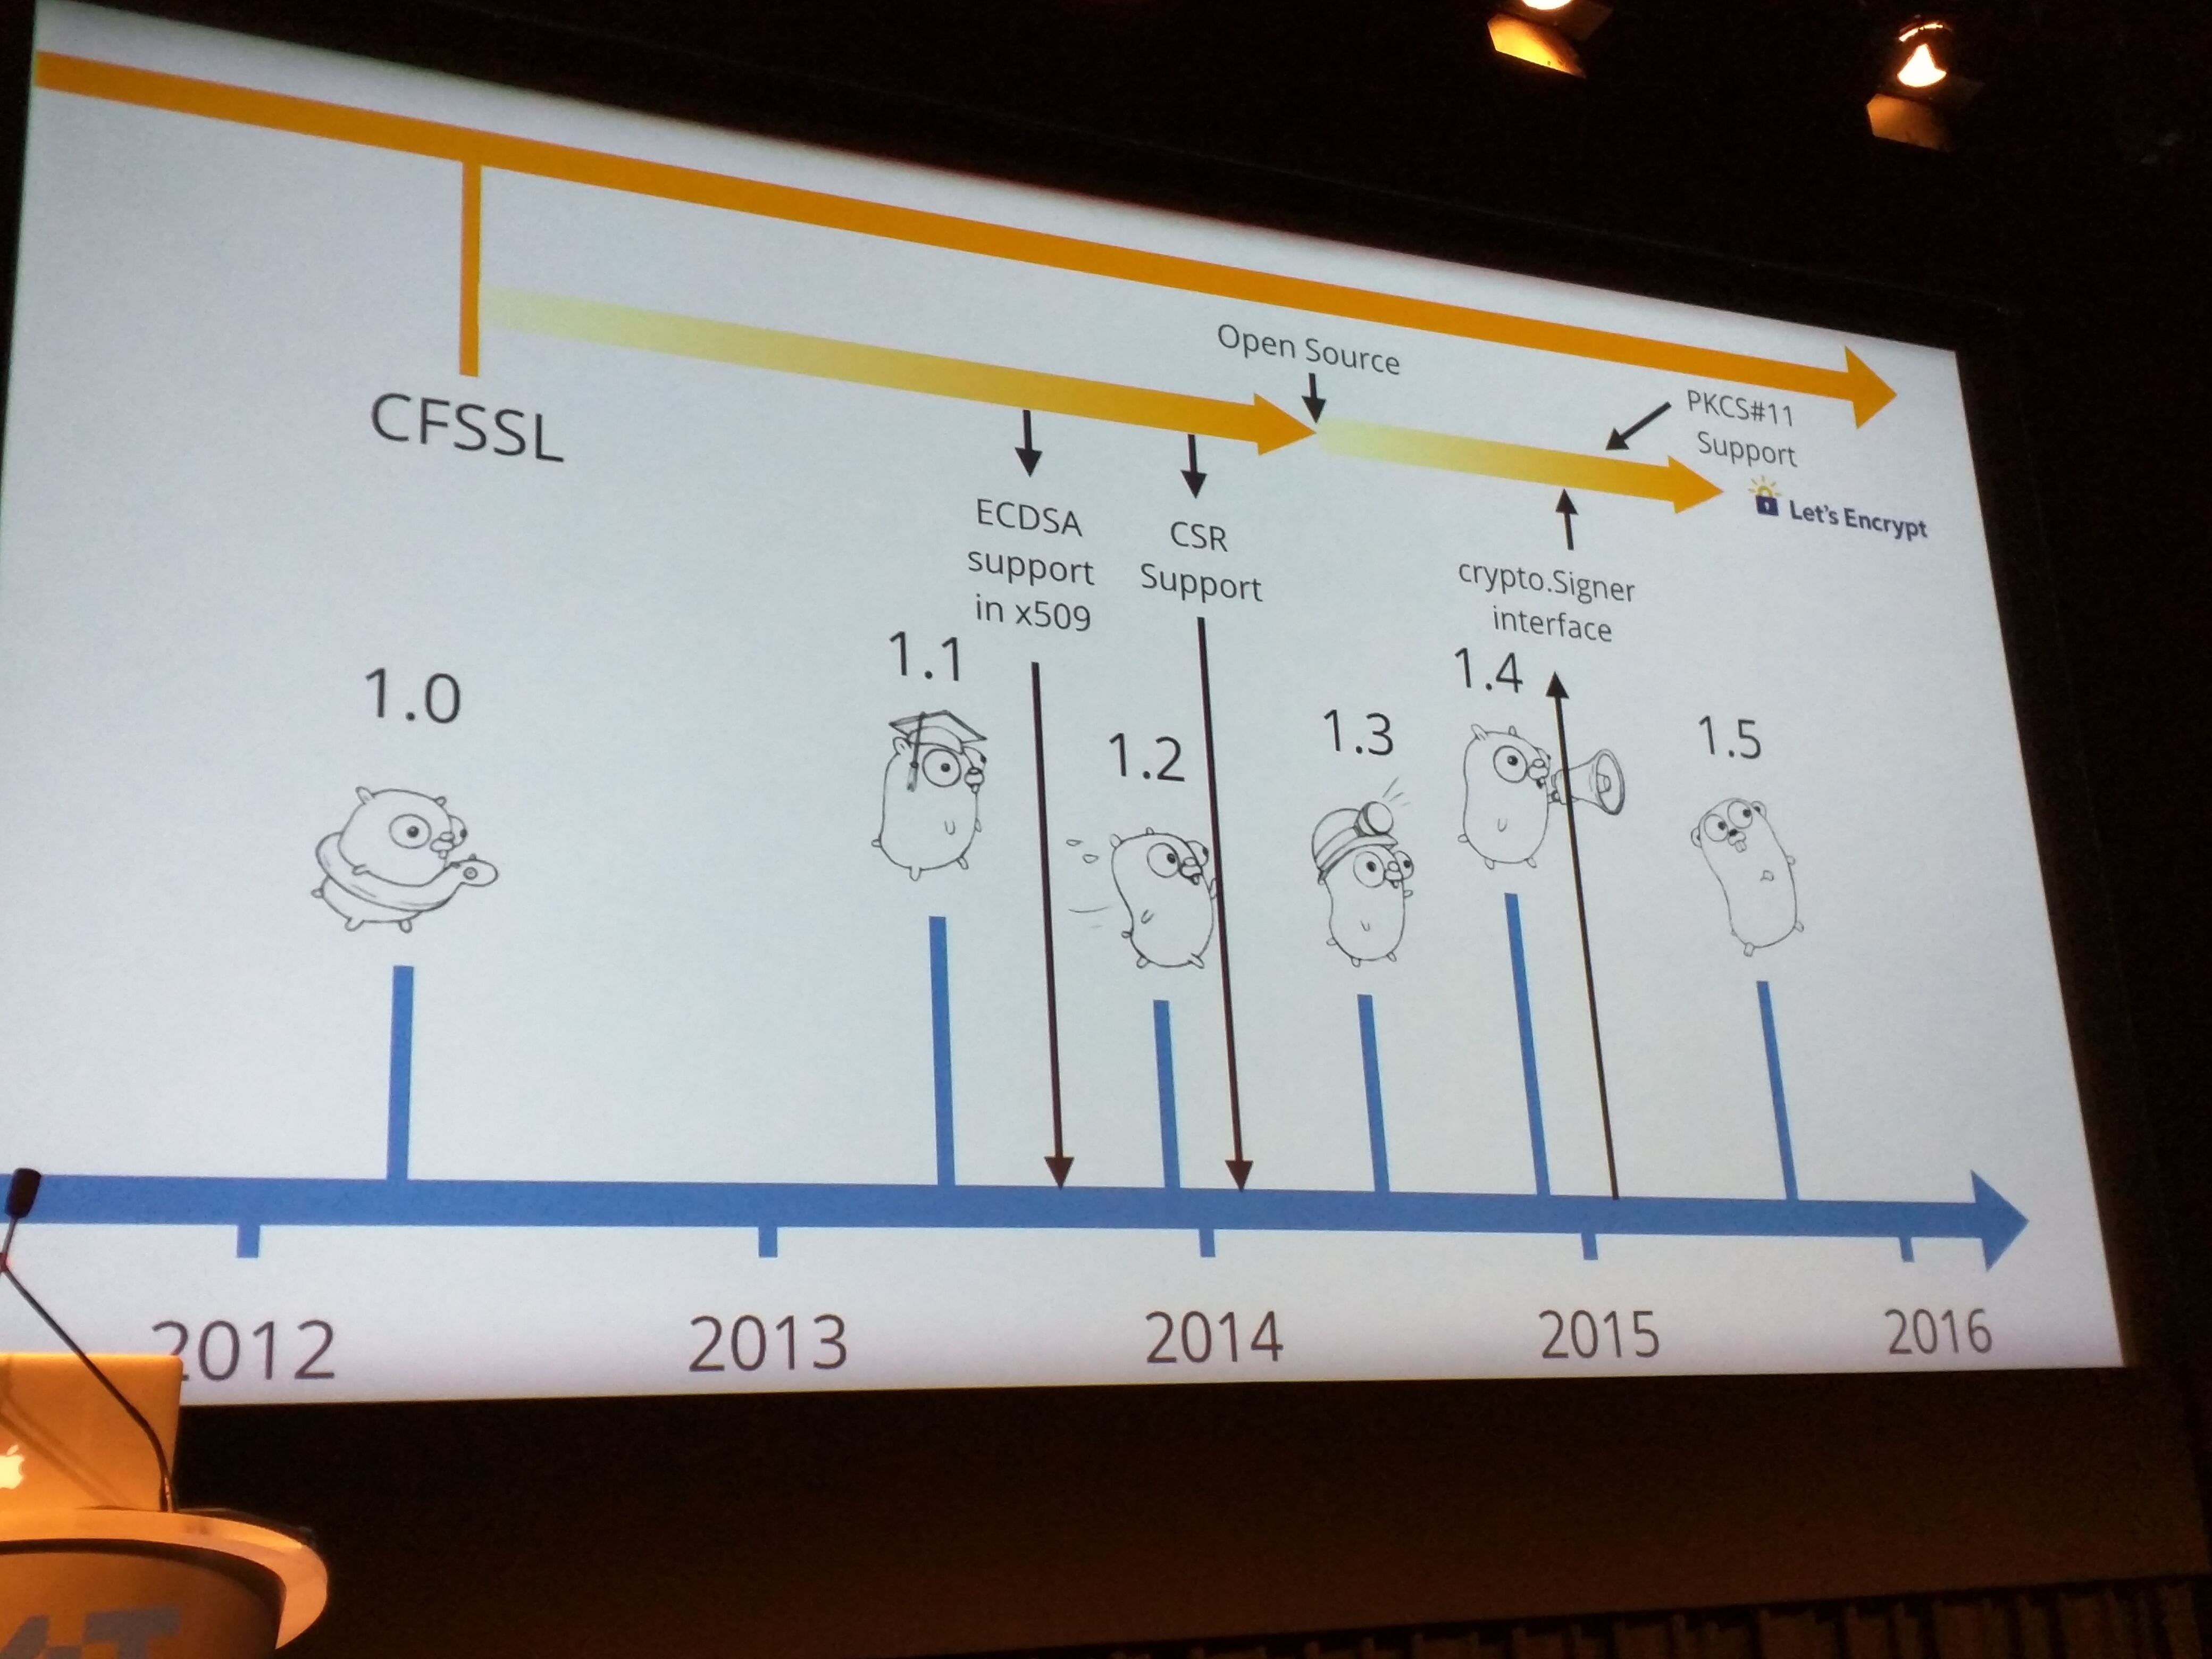 Open Source
PKCS#11
Support
CFSSL
Let's Encrypt
ECDSA
support
in x509
CSR
Support
crypto.Signer
interface
1.0
1.1
1.2
1.3
1.4
1.5
2012
2013
2014
2015
2016